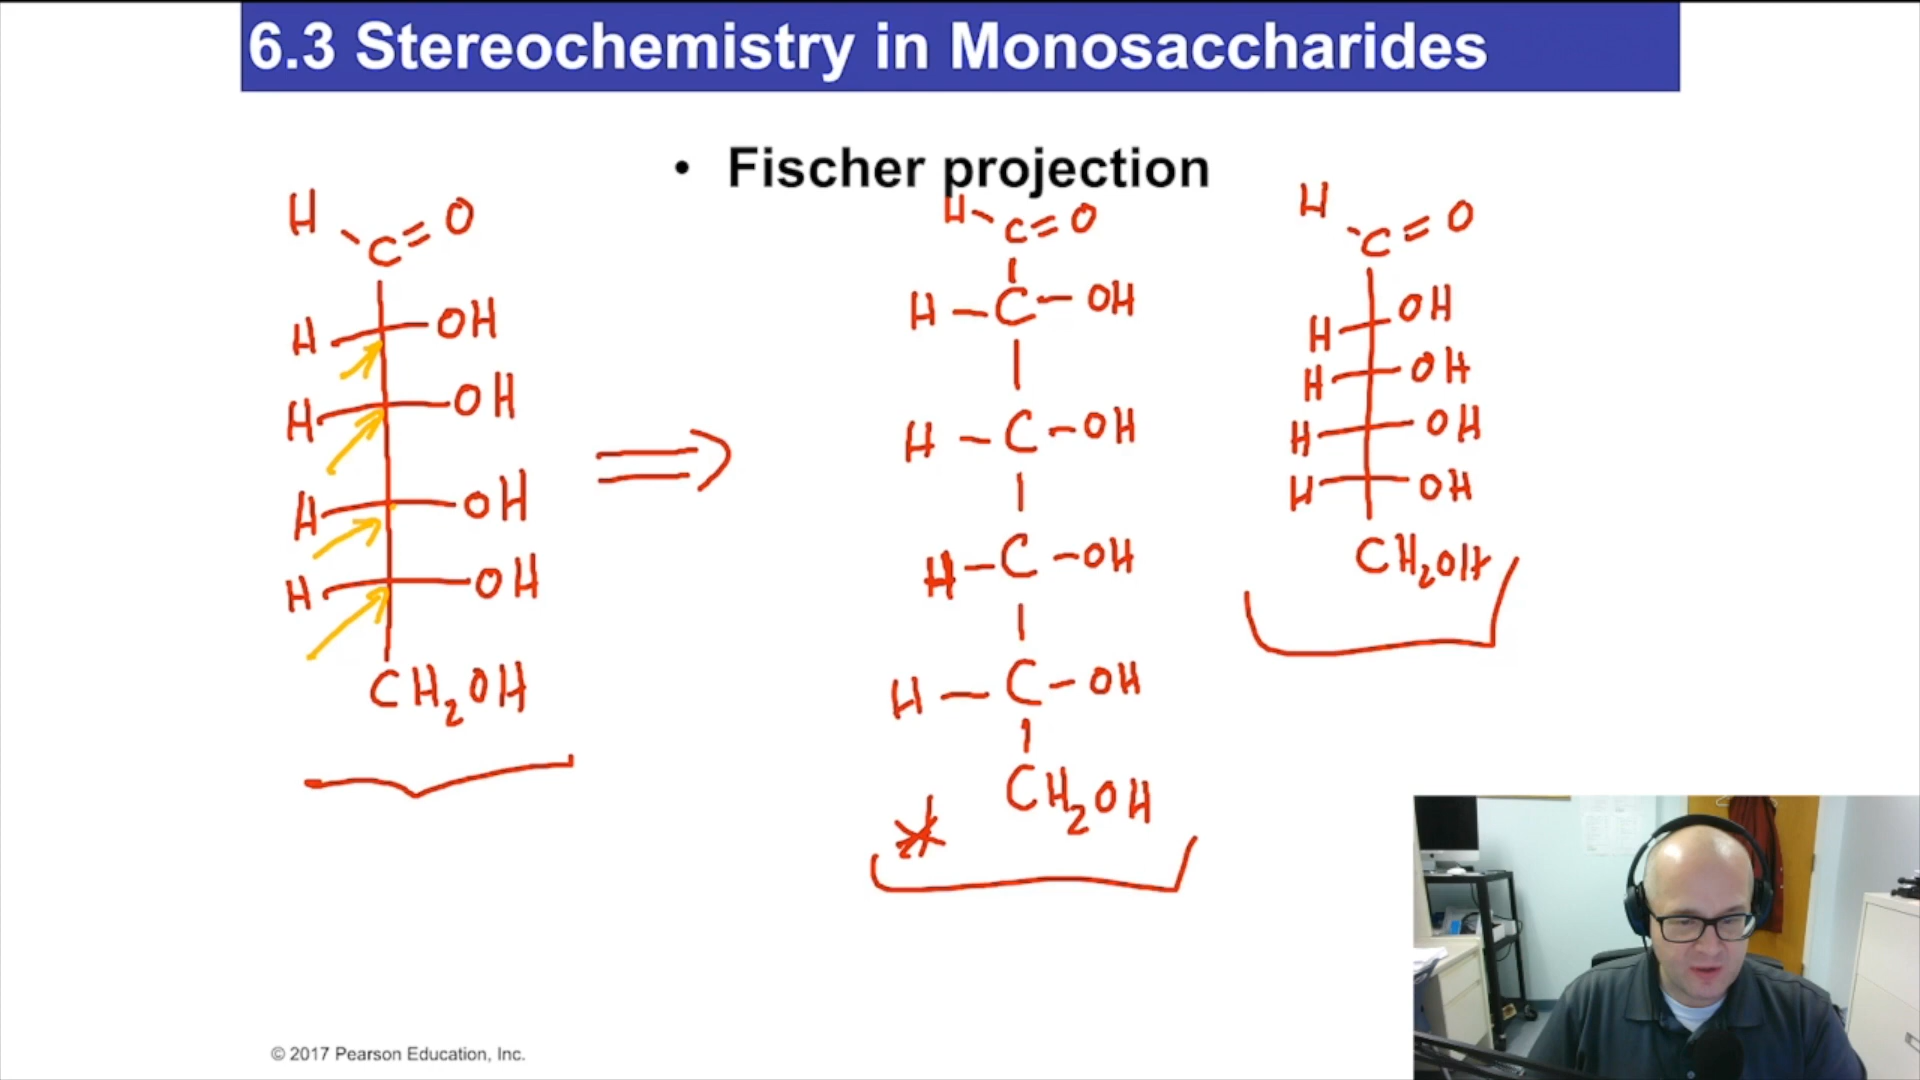 6.3 Stereochemistry in Monosaccharides
• Fischer projection
H C=O
H OH
H OH
H OH
H OH
CH₂OH
H-C=O
H-C-OH
H-C-OH
H-C-OH
H-C-OH
CH₂OH
H C=O
H OH
H OH
H OH
H OH
CH₂OH
© 2017 Pearson Education, Inc.